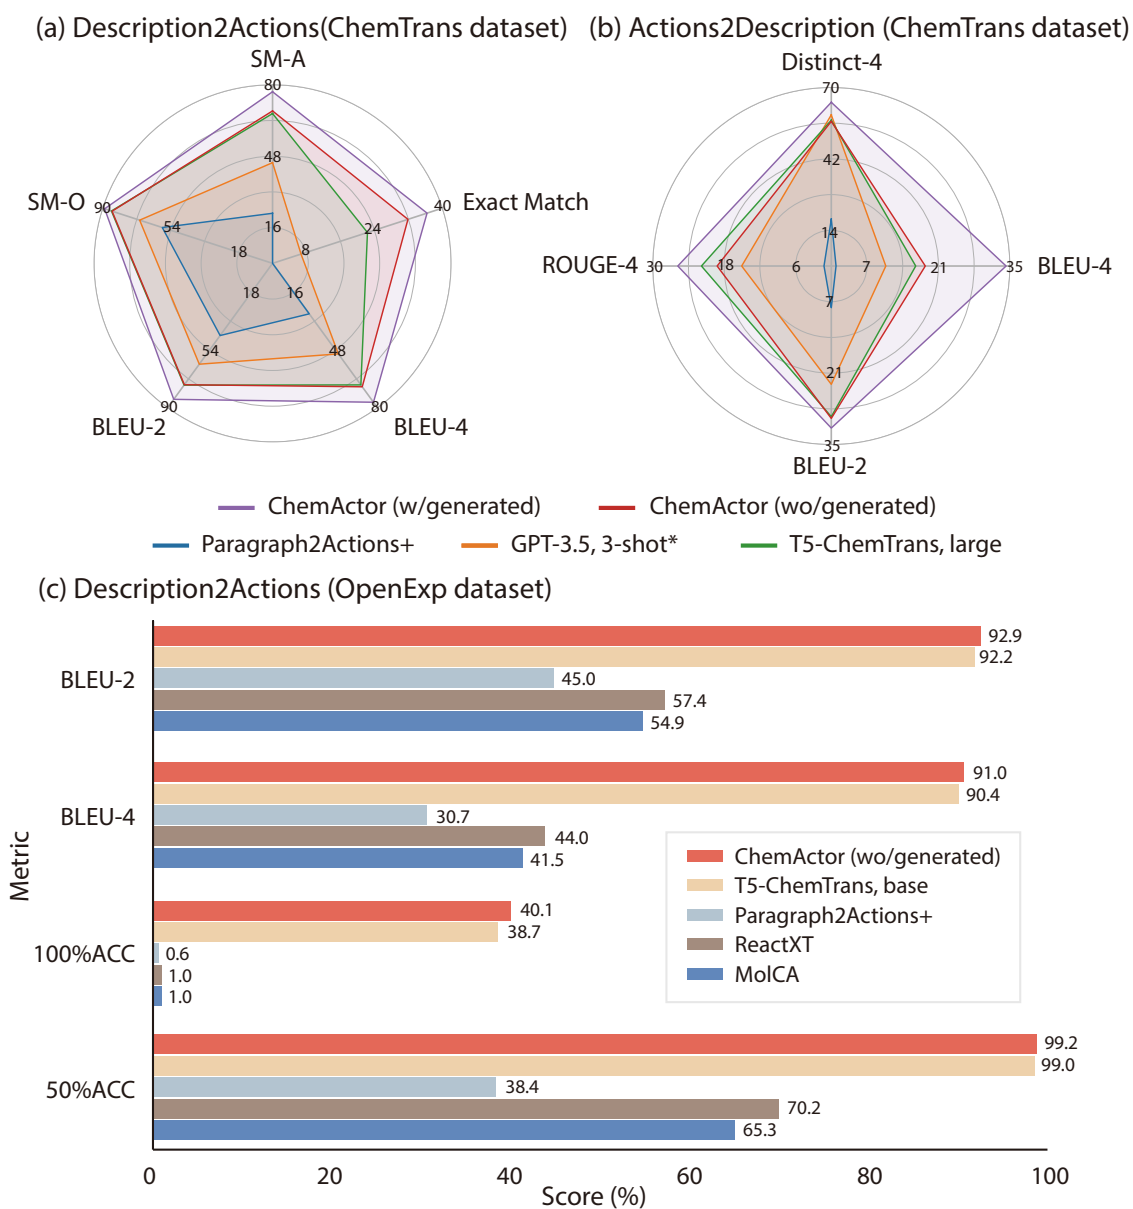 (a) Description2Actions(ChemTrans dataset)
(b) Actions2Description (ChemTrans dataset)
SM-A
80
48
16
SM-O
90
54
18
40
Exact Match
24
8
18
16
54
48
90
80
BLEU-2
BLEU-4
Distinct-4
70
42
14
ROUGE-4
30
18
6
7
21
35
BLEU-4
7
21
35
BLEU-2
ChemActor (w/generated)
ChemActor (wo/generated)
Paragraph2Actions+
GPT-3.5, 3-shot*
T5-ChemTrans, large
(c) Description2Actions (OpenExp dataset)
Metric
BLEU-2
92.9
92.2
45.0
57.4
54.9
BLEU-4
91.0
90.4
30.7
44.0
41.5
100%ACC
40.1
38.7
0.6
1.0
1.0
50%ACC
99.2
99.0
38.4
70.2
65.3
ChemActor (wo/generated)
T5-ChemTrans, base
Paragraph2Actions+
ReactXT
MolCA
0 20 40 60 80 100
Score (%)